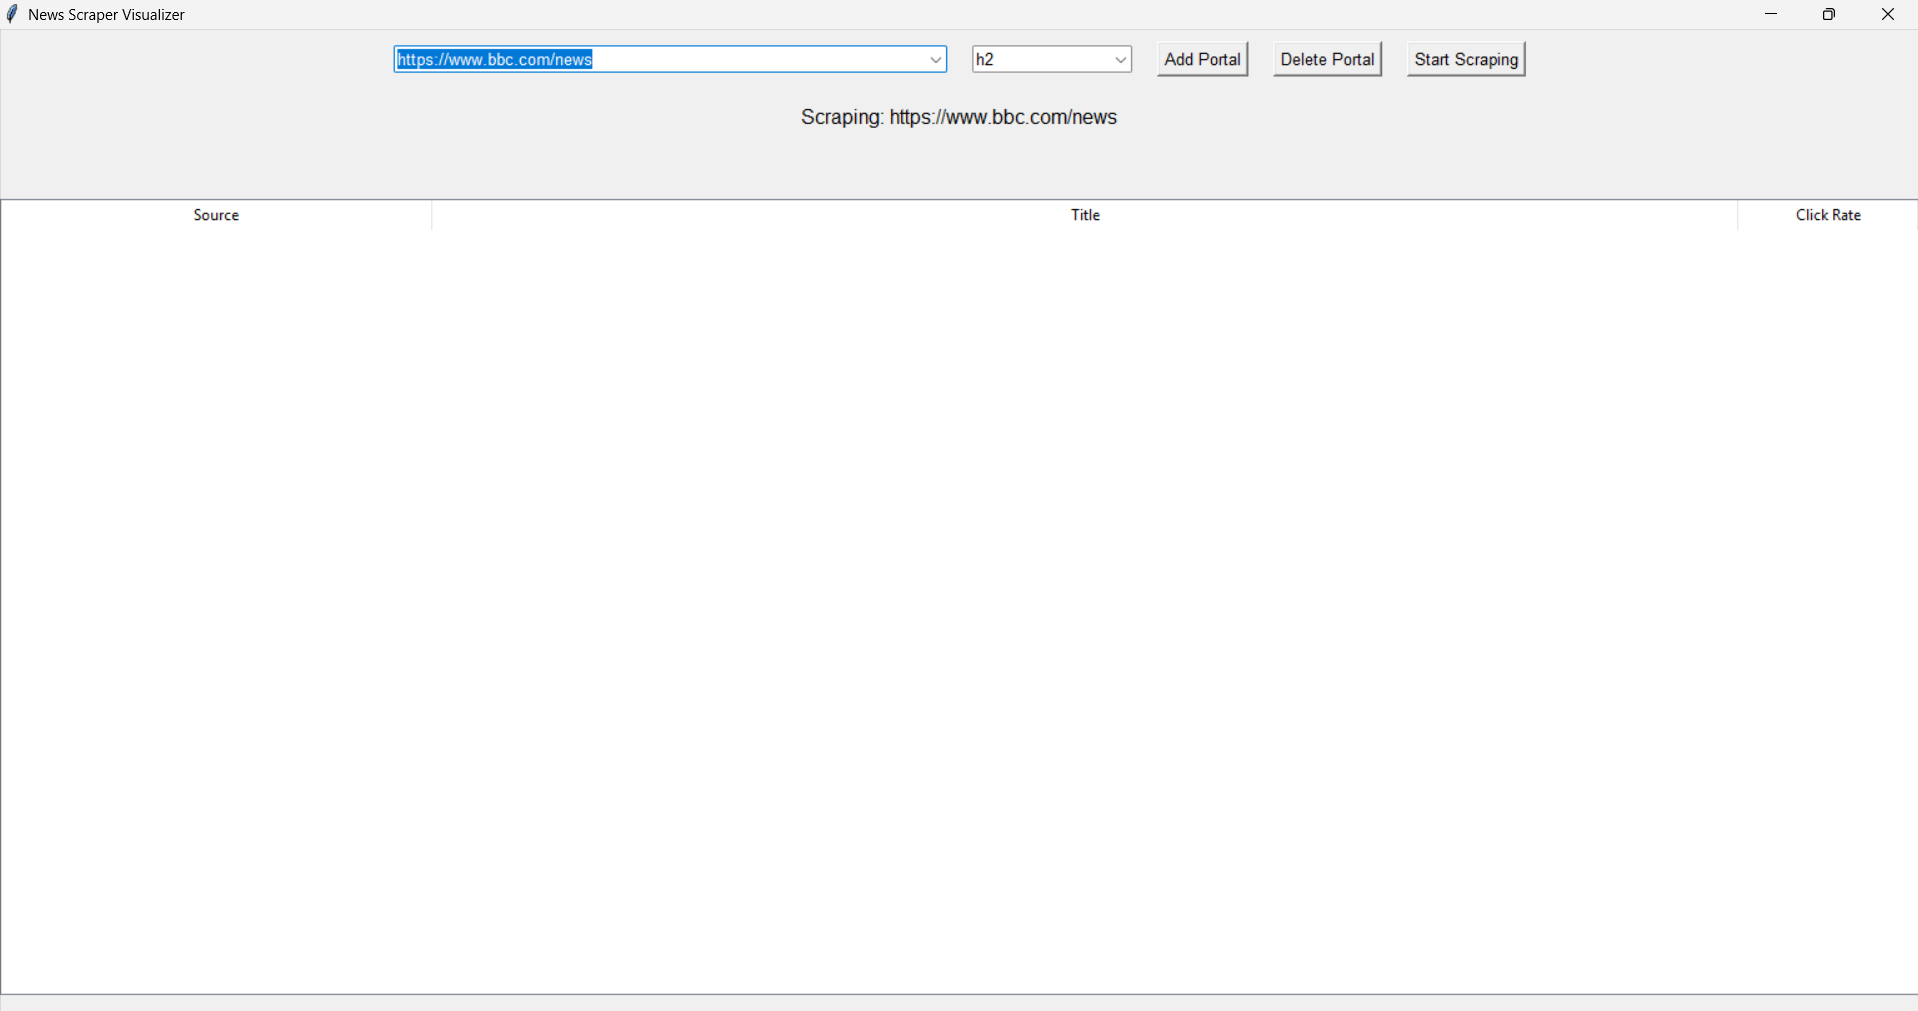 News Scraper Visualizer
https://www.bbc.com/news h2 Add Portal Delete Portal Start Scraping
Scraping: https://www.bbc.com/news
Source Title Click Rate